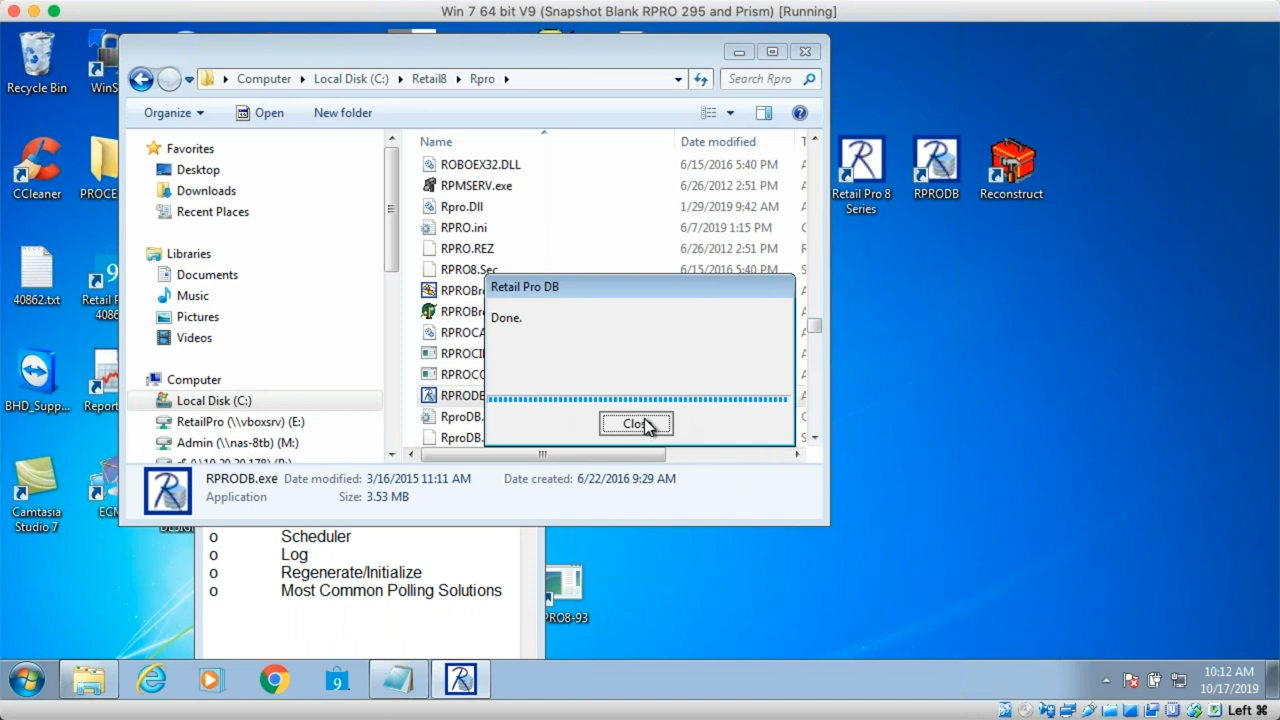 Win 7 64 bit V9 (Snapshot Blank RPRO 295 and Prism) [Running]
Recycle Bin
WinS
Computer Local Disk (C:) Retail8 Rpro
Search Rpro
Organize Open New folder
Name Date modified T
Favorites
Desktop
Downloads
Recent Places
Libraries
Documents
Music
Pictures
Videos
Computer
Local Disk (C:)
RetailPro (\\vboxsrv) (E:)
Admin (\\nas-8tb) (M:)
ROBOEX32.DLL 6/15/2016 5:40 PM A
RPMSERV.exe 6/26/2012 2:51 PM A
Rpro.Dll 1/29/2019 9:42 AM A
RPRO.ini 6/7/2019 1:15 PM C
RPRO.REZ 6/26/2012 2:51 PM R
RPRO8.Sec 6/15/2016 5:40 PM S
RPROBr
RPROBr
RPROCA
RPROCI
RPROCO
RPRODB
RproDB.
RproDB.
Retail Pro DB
Done.
RPRODB.exe Date modified: 3/16/2015 11:11 AM Date created: 6/22/2016 9:29 AM
Application Size: 3.53 MB
CCleaner
PROCE
40862.txt
Retail P
4086
BHD_Supp...
Report
Camtasia
Studio 7
ECM
Retail Pro 8
Series
RPRODB
Reconstruct
o Scheduler
o Log
o Regenerate/Initialize
o Most Common Polling Solutions
PRO8-93
10:12 AM
10/17/2019
Left ⌘